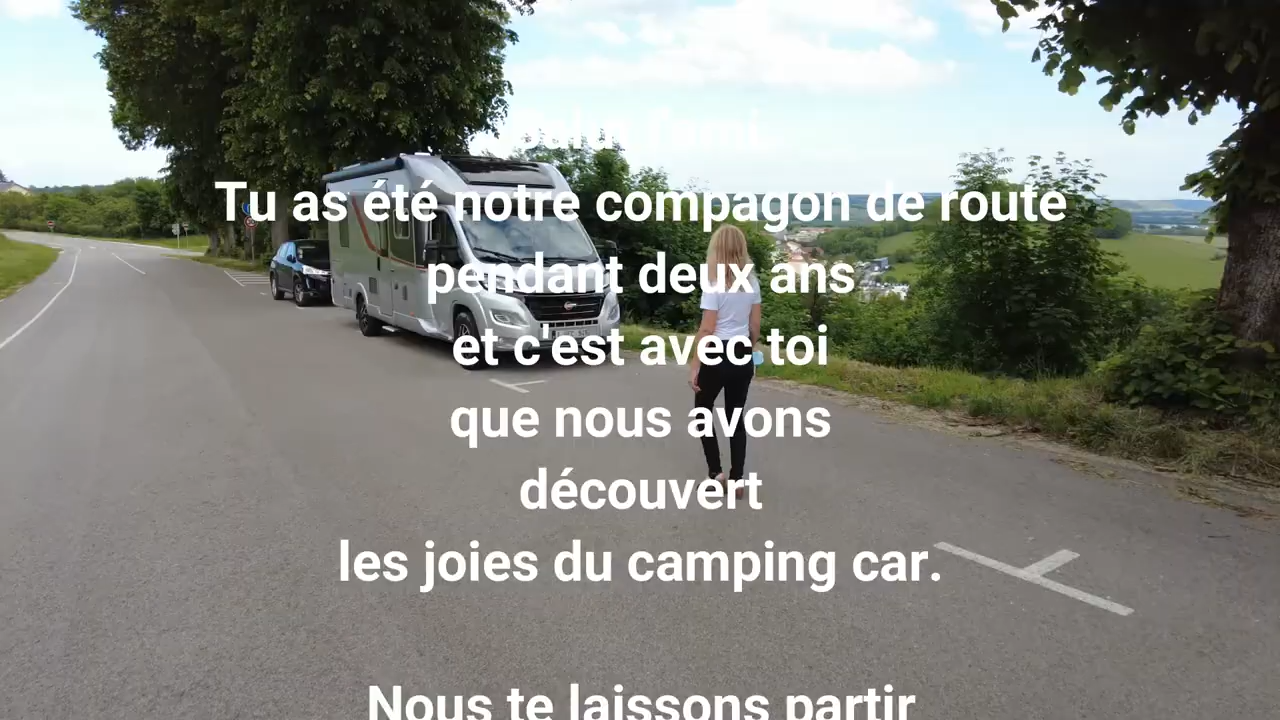 Tu as été notre compagon de route
pendant deux ans
et c'est avec toi
que nous avons
découvert
les joies du camping car.
Nous te laissons partir